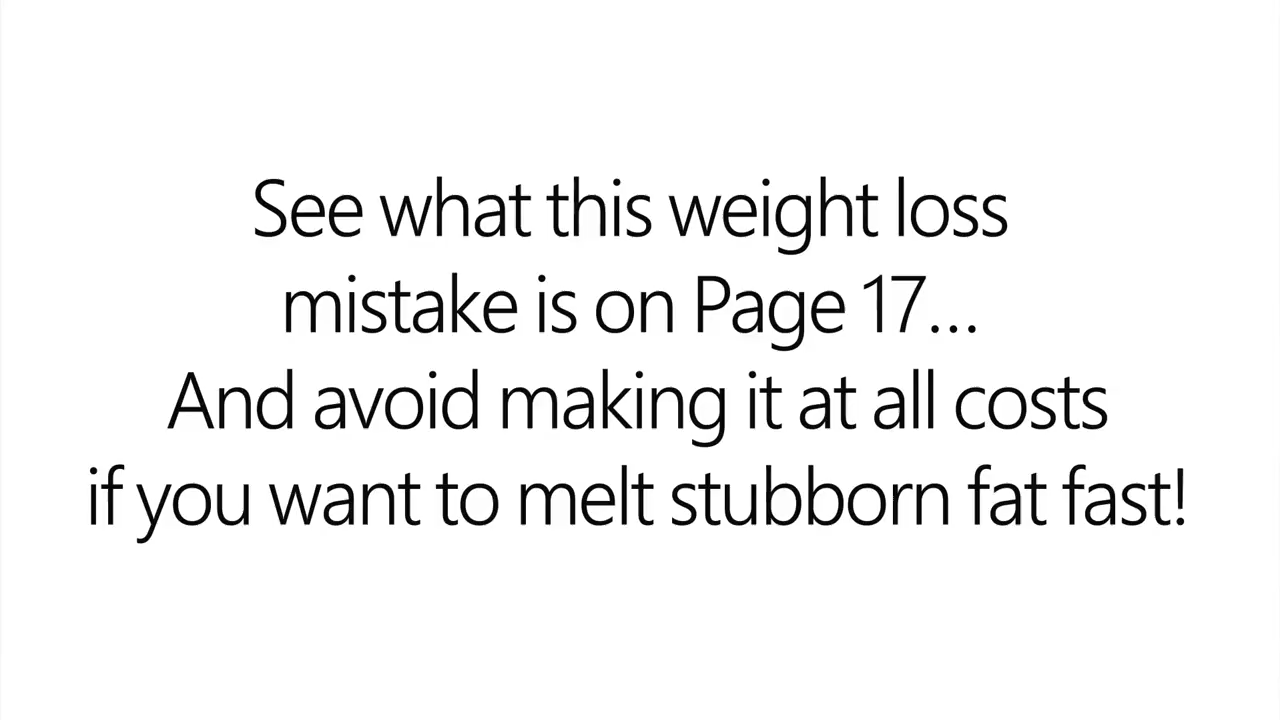 See what this weight loss
mistake is on Page 17...
And avoid making it at all costs
if you want to melt stubborn fat fast!